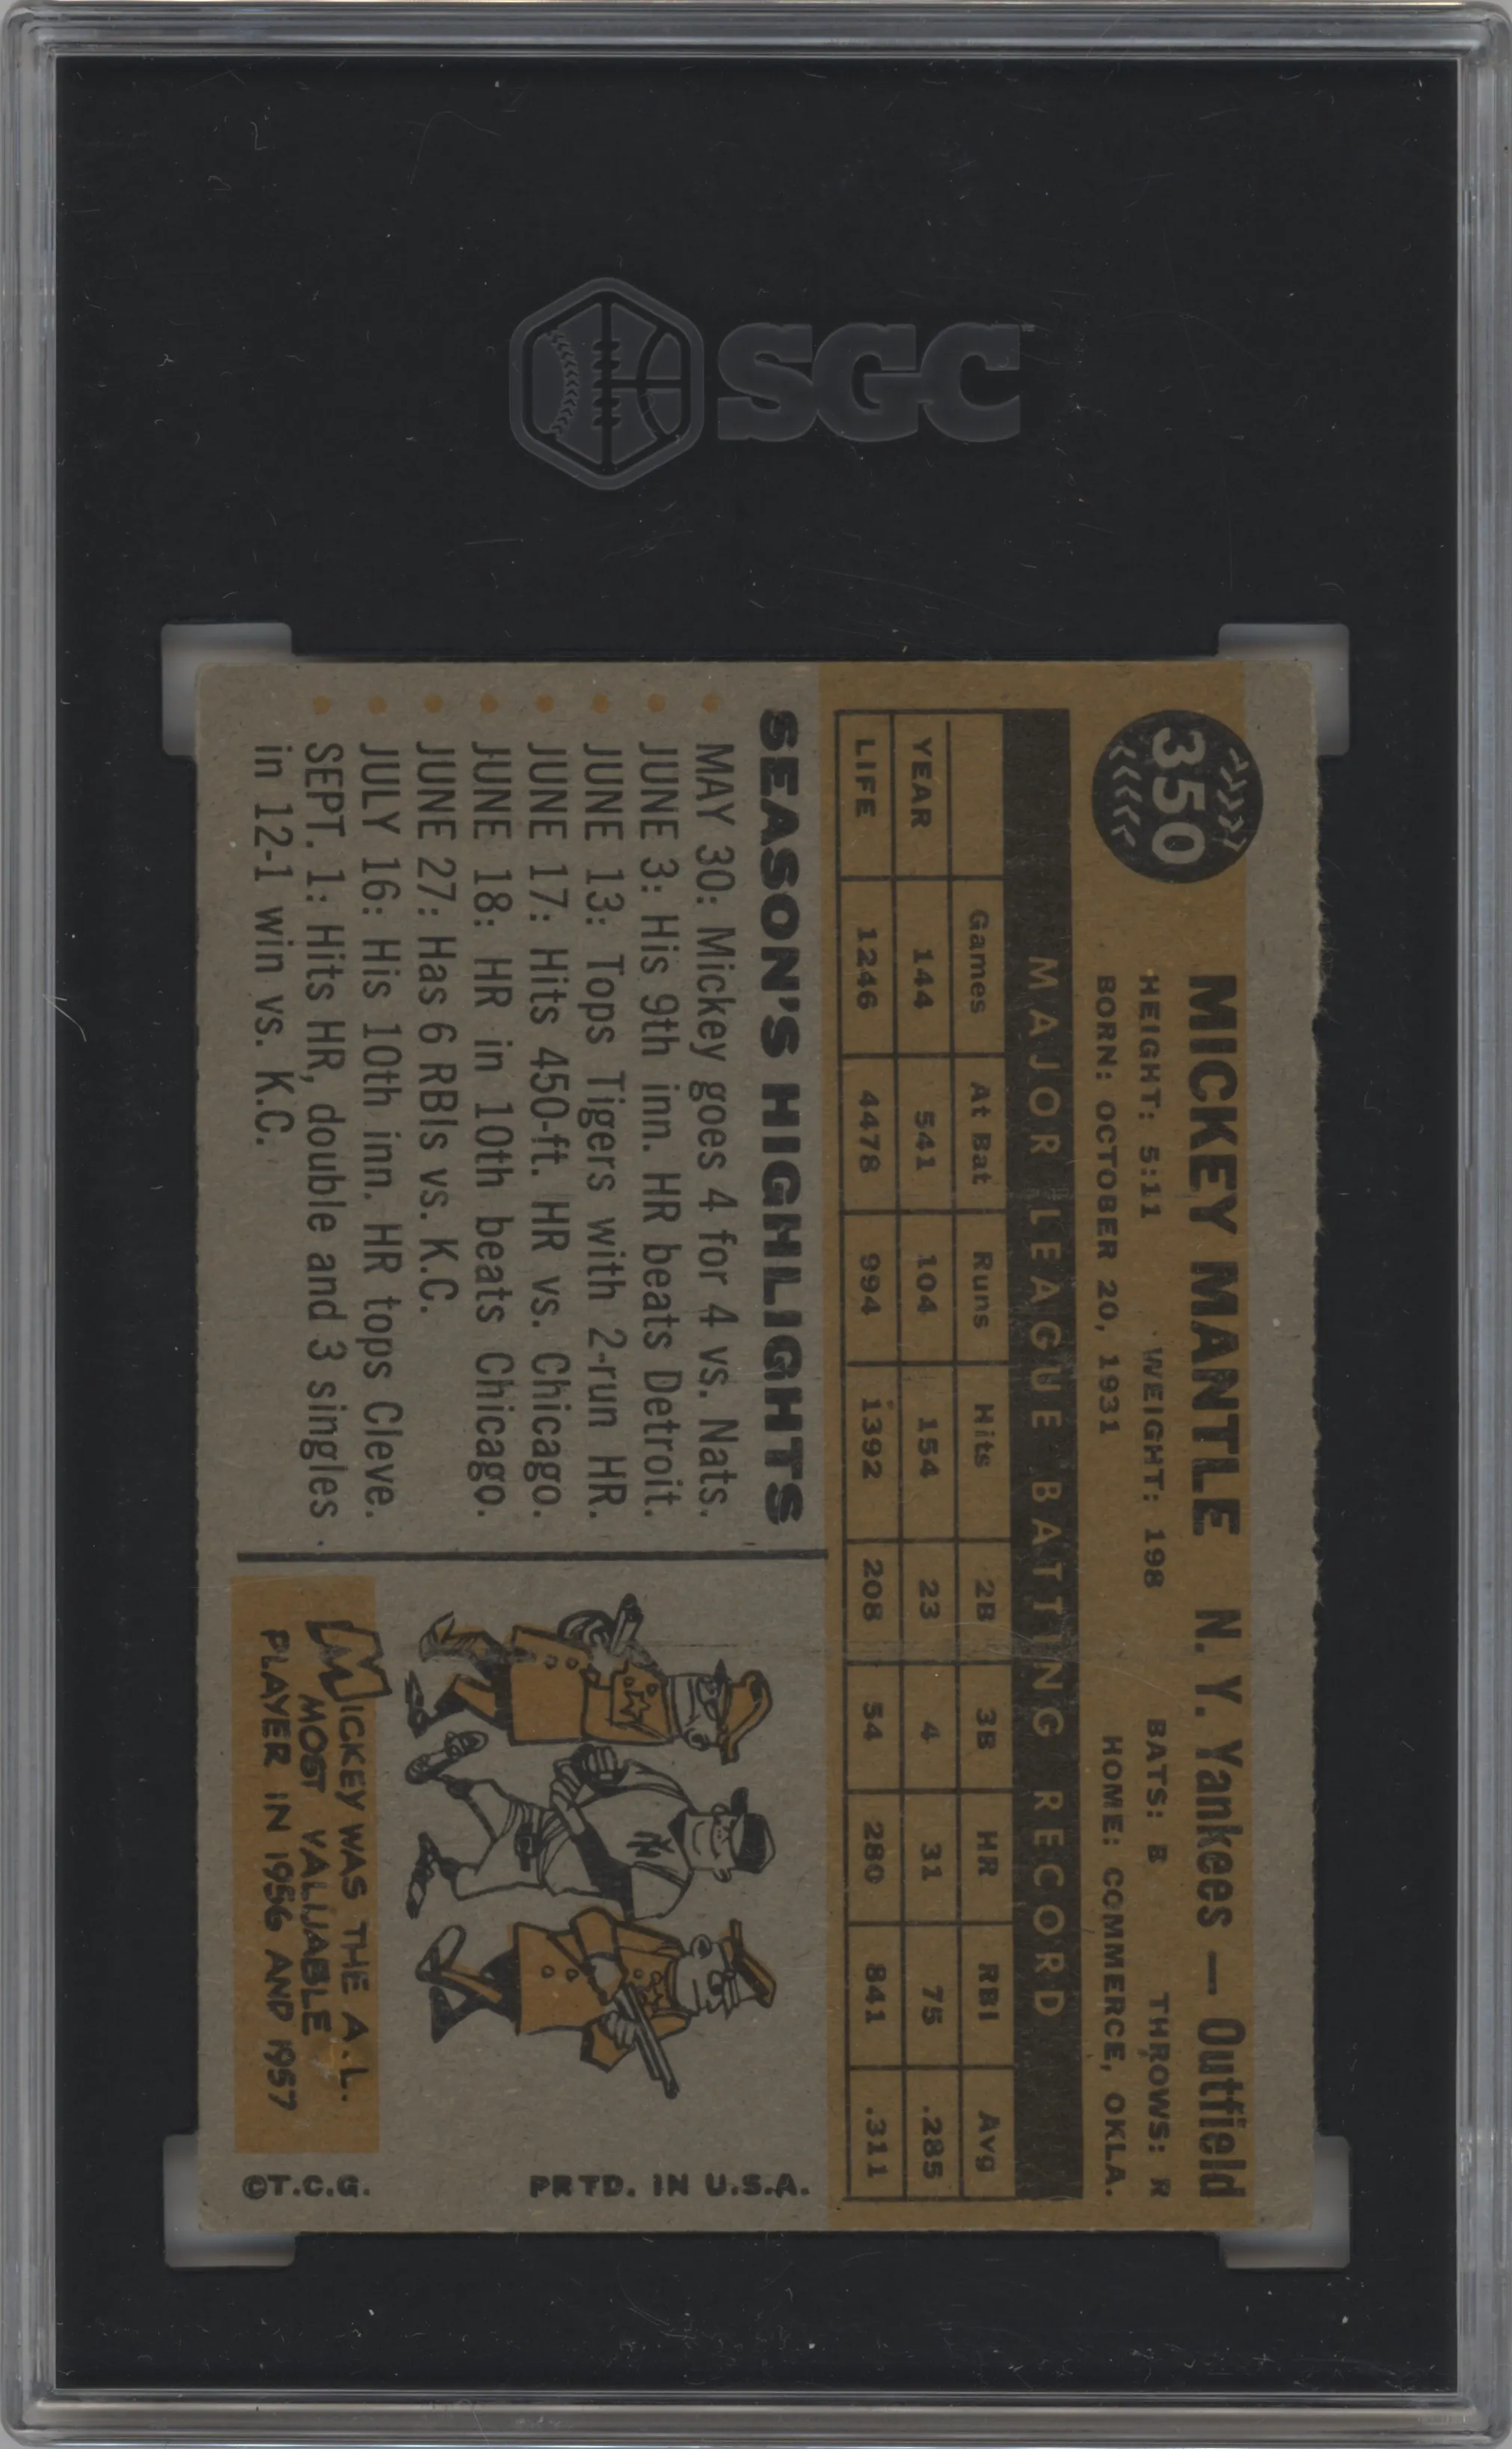 SGC
350
MICKEY MANTLE N. Y. Yankees — Outfield
HEIGHT: 5:11 WEIGHT: 198 BATS: B THROWS: R
BORN: OCTOBER 20, 1931 HOME: COMMERCE, OKLA.
MAJOR LEAGUE BATTING RECORD
Games At Bat Runs Hits 2B 3B HR RBI Avg
YEAR 144 541 104 154 23 4 31 75 .285
LIFE 1246 4478 994 1392 208 54 280 841 .311
SEASON'S HIGHLIGHTS
MAY 30: Mickey goes 4 for 4 vs. Nats.
JUNE 3: His 9th inn. HR beats Detroit.
JUNE 13: Tops Tigers with 2-run HR.
JUNE 17: Hits 450-ft. HR vs. Chicago.
JUNE 18: HR in 10th beats Chicago.
JUNE 27: Has 6 RBIs vs. K.C.
JULY 16: His 10th inn. HR tops Cleve.
SEPT. 1: Hits HR, double and 3 singles
in 12-1 win vs. K.C.
NY
MICKEY WAS THE A.L.
MOST VALUABLE
PLAYER IN 1956 AND 1957
PRTD. IN U.S.A.
©T.C.G.